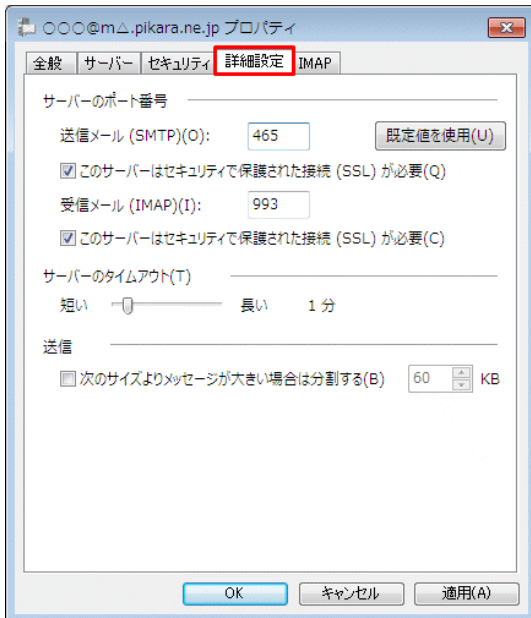 ○○○@m△.pikara.ne.jp プロパティ
全般 サーバー セキュリティ 詳細設定 IMAP
サーバーのポート番号
送信メール (SMTP)(O): 465 既定値を使用(U)
このサーバーはセキュリティで保護された接続 (SSL) が必要(Q)
受信メール (IMAP)(I): 993
このサーバーはセキュリティで保護された接続 (SSL) が必要(C)
サーバーのタイムアウト(T)
短い 長い 1 分
送信
次のサイズよりメッセージが大きい場合は分割する(B) 60 KB
OK キャンセル 適用(A)